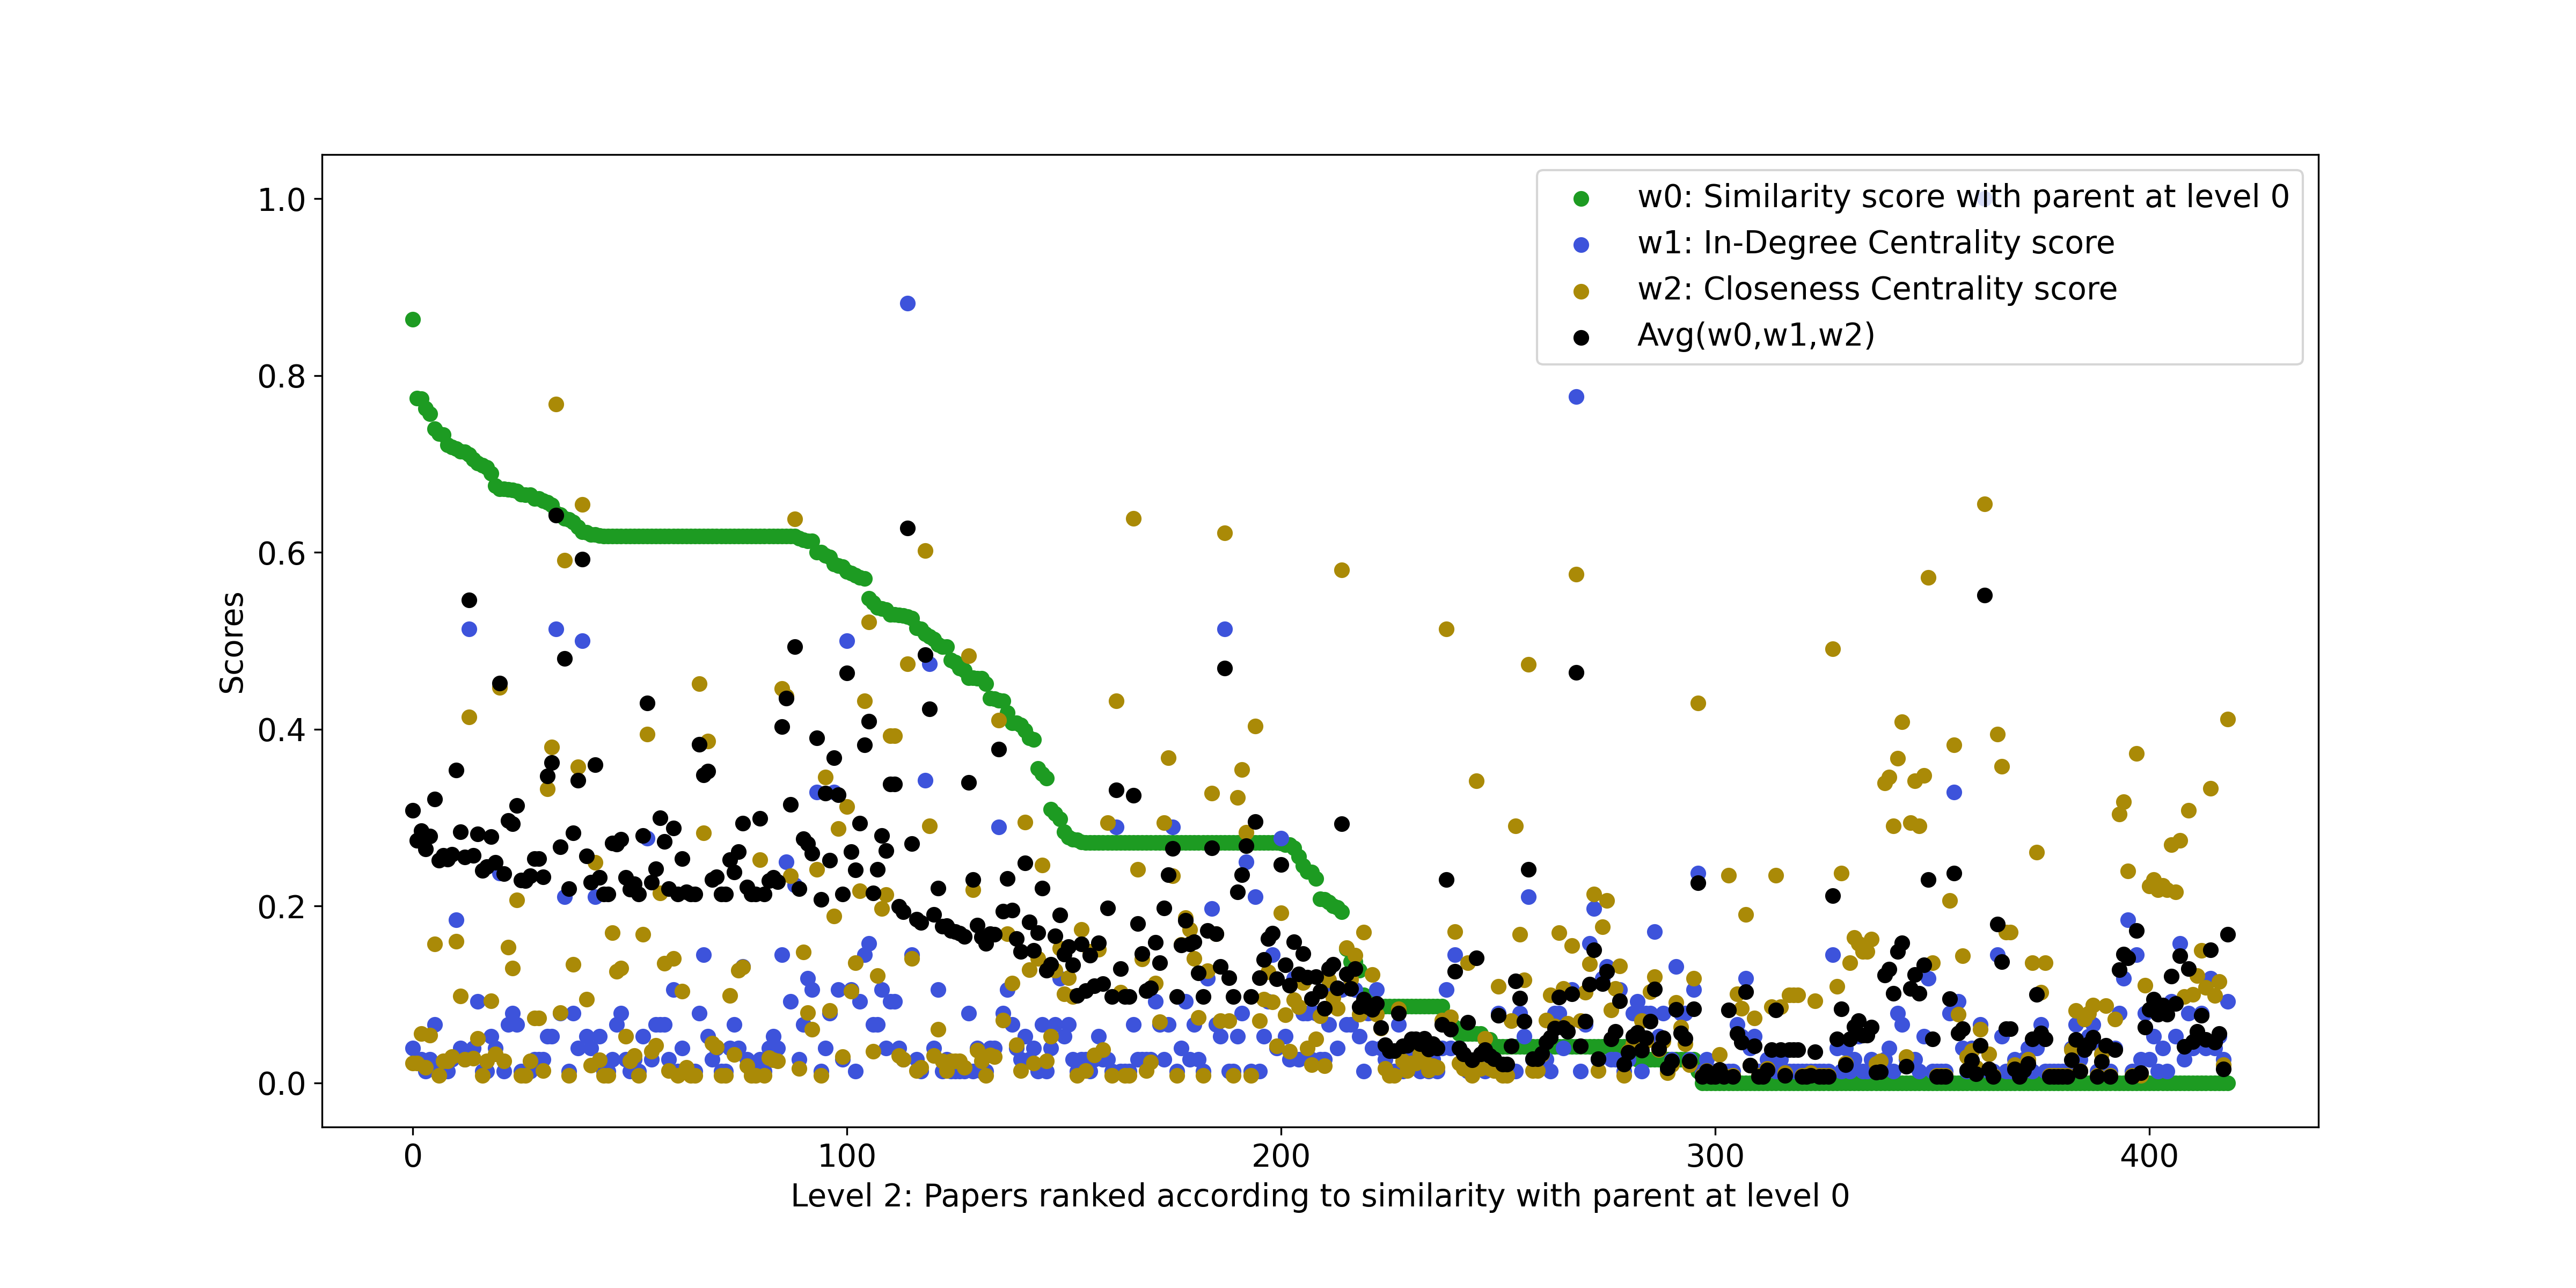 1.0
0.8
0.6
0.4
0.2
0.0
Scores
w0: Similarity score with parent at level 0
w1: In-Degree Centrality score
w2: Closeness Centrality score
Avg(w0,w1,w2)
0 100 200 300 400
Level 2: Papers ranked according to similarity with parent at level 0